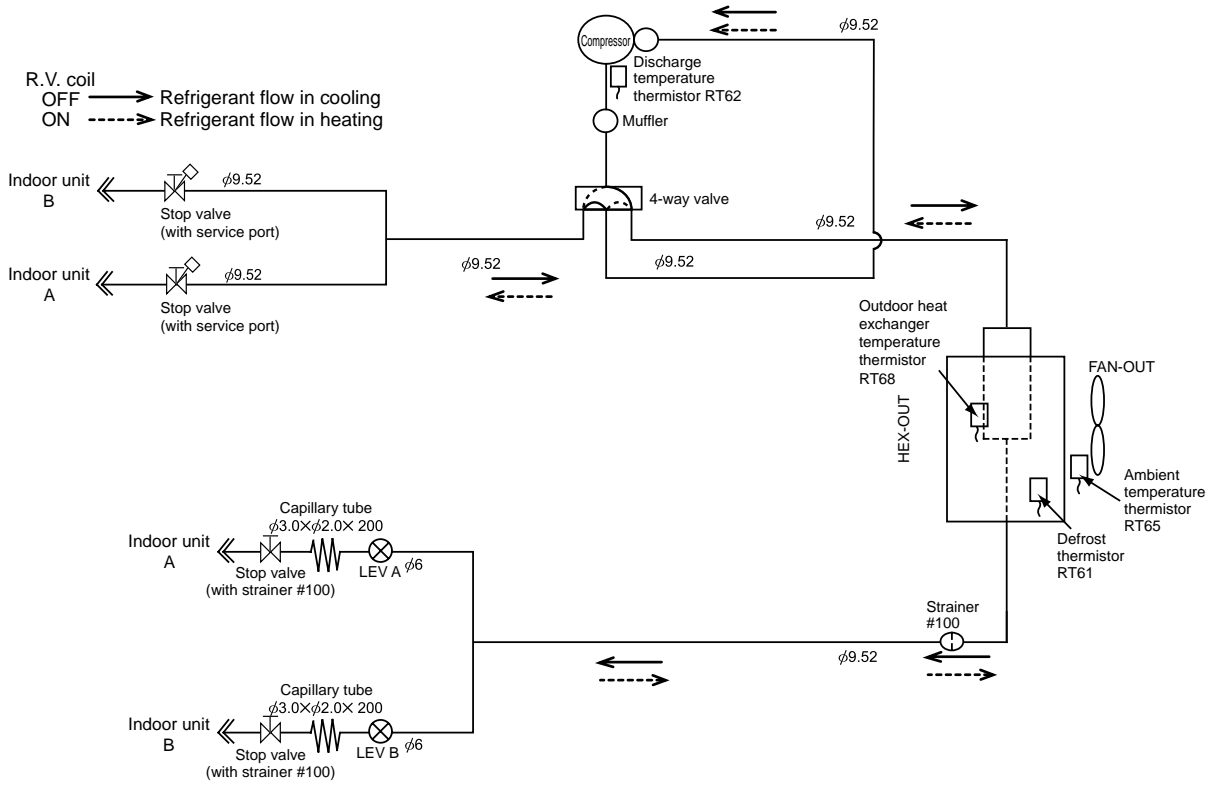 R.V. coil
OFF Refrigerant flow in cooling
ON Refrigerant flow in heating
Compressor
ϕ9.52
Discharge
temperature
thermistor RT62
Muffler
4-way valve
Indoor unit
B
ϕ9.52
Stop valve
(with service port)
Indoor unit
A
ϕ9.52
Stop valve
(with service port)
ϕ9.52
ϕ9.52
ϕ9.52
Outdoor heat
exchanger
temperature
thermistor
RT68
HEX-OUT
FAN-OUT
Ambient
temperature
thermistor
RT65
Defrost
thermistor
RT61
Strainer
#100
ϕ9.52
Capillary tube
ϕ3.0×ϕ2.0×200
Indoor unit
A
Stop valve
(with strainer #100)
LEV A
ϕ6
Capillary tube
ϕ3.0×ϕ2.0×200
Indoor unit
B
Stop valve
(with strainer #100)
LEV B
ϕ6